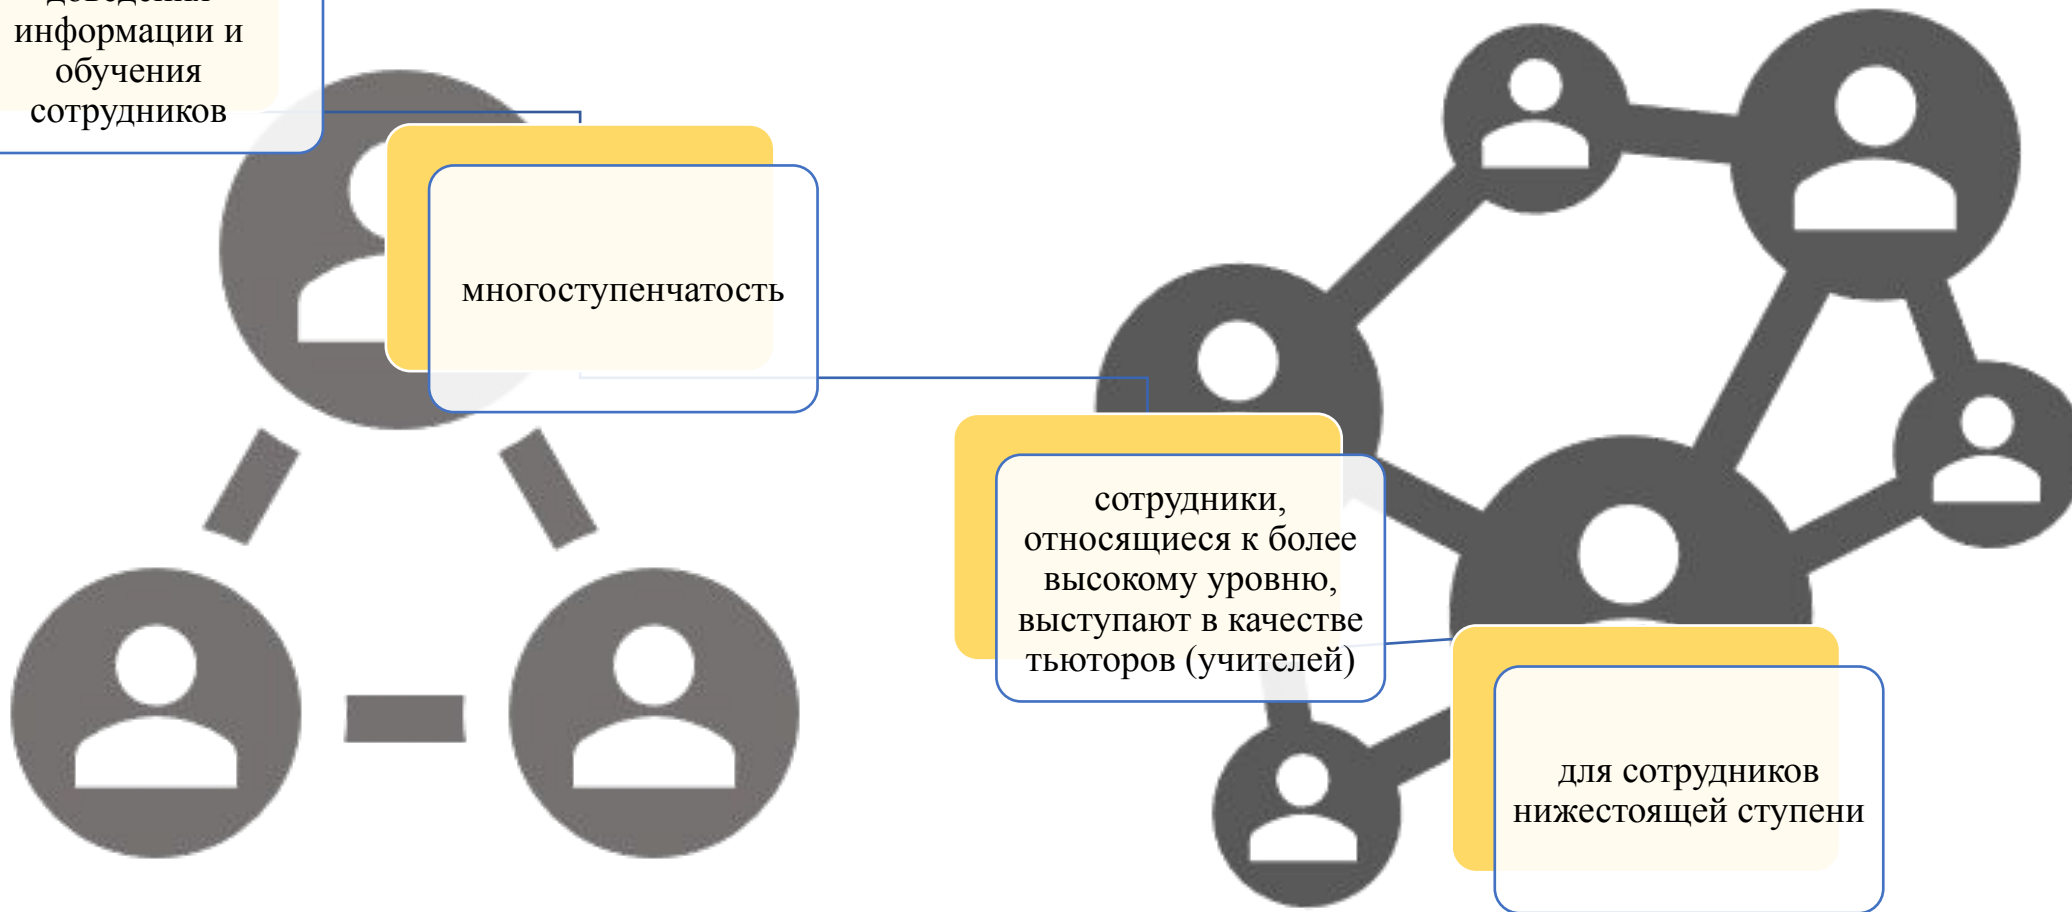 информации и
обучения
сотрудников
многоступенчатость
сотрудники,
относящиеся к более
высокому уровню,
выступают в качестве
тьюторов (учителей)
для сотрудников
нижестоящей ступени